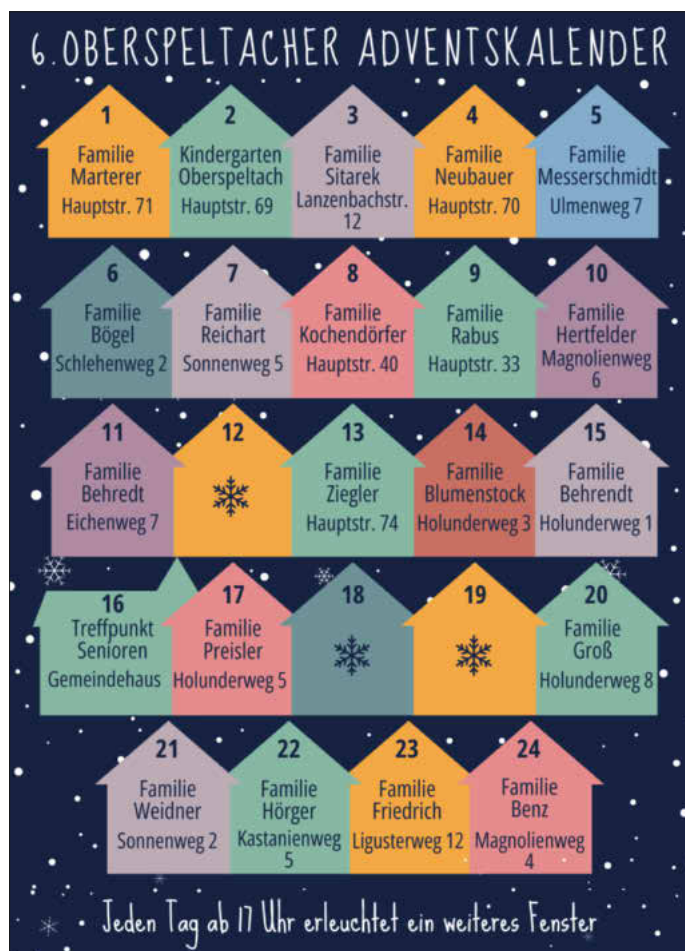 6. OBERSPELTACHER ADVENTSKALENDER
1
Familie
Marterer
Hauptstr. 71
2
Kindergarten
Oberspeltach
Hauptstr. 69
3
Familie
Sitarek
Lanzenbachstr.
12
4
Familie
Neubauer
Hauptstr. 70
5
Familie
Messerschmidt
Ulmenweg 7
6
Familie
Bögel
Schlehenweg 2
7
Familie
Reichart
Sonnenweg 5
8
Familie
Kochendörfer
Hauptstr. 40
9
Familie
Rabus
Hauptstr. 33
10
Familie
Hertfelder
Magnolienweg
6
11
Familie
Behredt
Eichenweg 7
12
13
Familie
Ziegler
Hauptstr. 74
14
Familie
Blumenstock
Holunderweg 3
15
Familie
Behrendt
Holunderweg 1
16
Treffpunkt
Senioren
Gemeindehaus
17
Familie
Preisler
Holunderweg 5
18
19
20
Familie
Groß
Holunderweg 8
21
Familie
Weidner
Sonnenweg 2
22
Familie
Hörger
Kastanienweg
5
23
Familie
Friedrich
Ligusterweg 12
24
Familie
Benz
Magnolienweg
4
Jeden Tag ab 17 Uhr erleuchtet ein weiteres Fenster